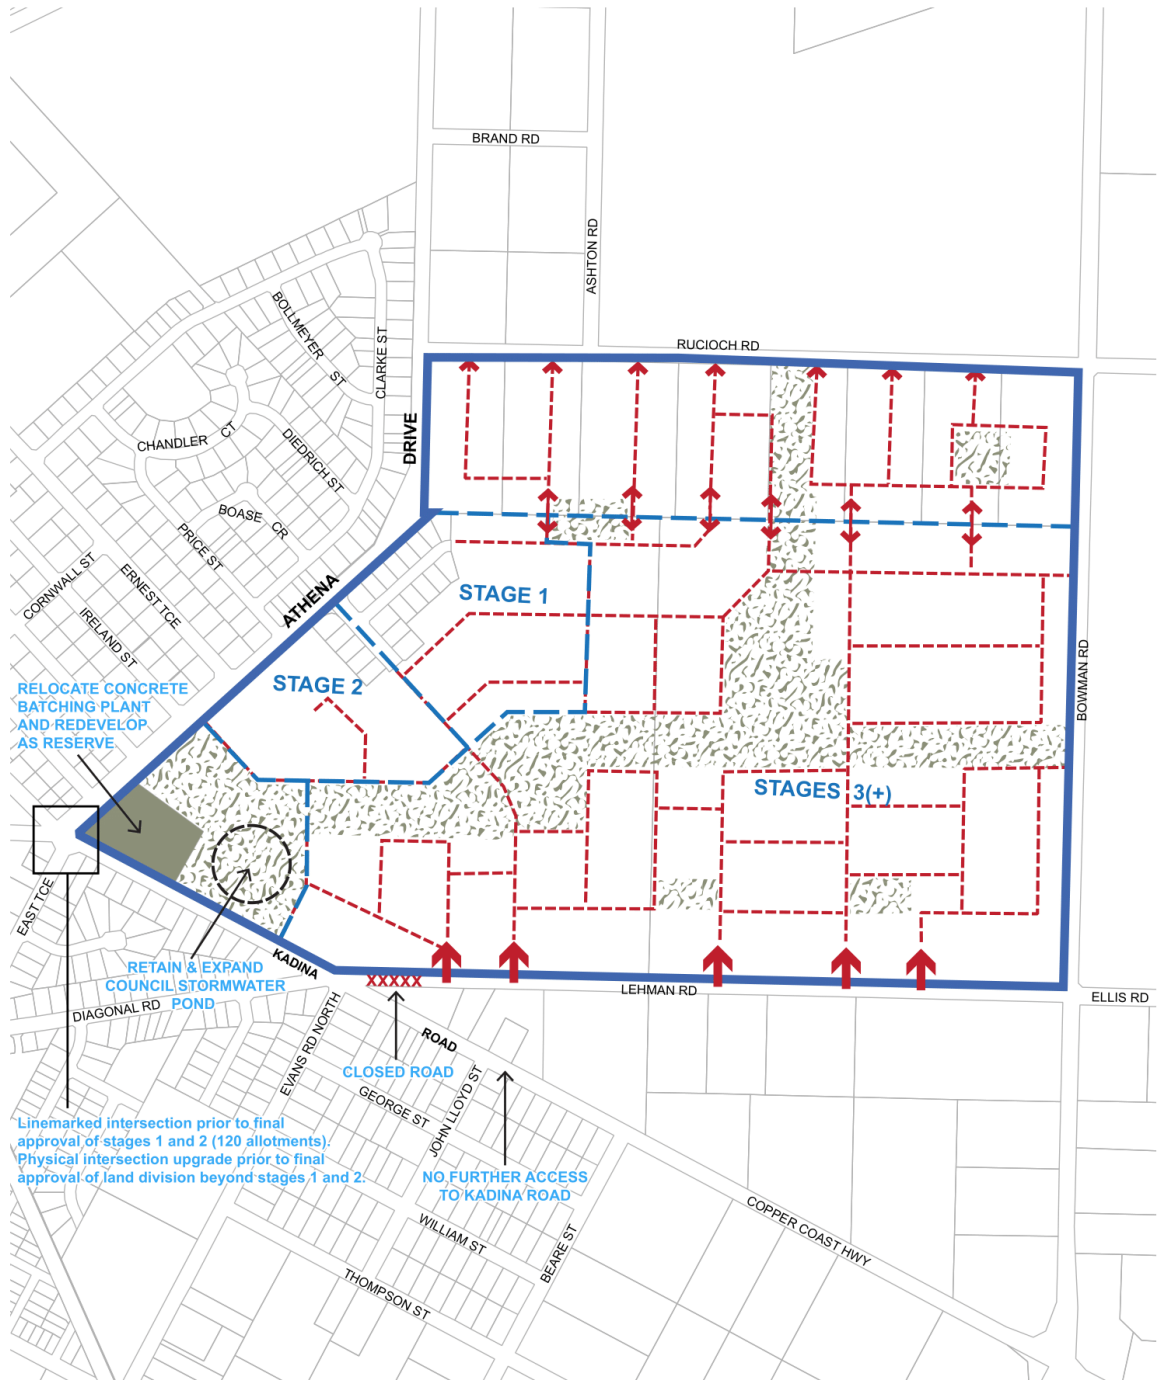 BRAND RD
ASHTON RD
RUCIOCH RD
BOLLMEYER ST
CLARKE ST
DRIVE
CHANDLER CT
DIEDRICH ST
BOASE CR
PRICE ST
CORNWALL ST
ERNEST TCE
IRELAND ST
ATHENA
STAGE 1
STAGE 2
BOWMAN RD
RELOCATE CONCRETE
BATCHING PLANT
AND REDEVELOP
AS RESERVE
STAGES 3(+)
EAST TCE
KADINA
RETAIN & EXPAND
COUNCIL STORMWATER
POND
XXXXX
LEHMAN RD
ELLIS RD
DIAGONAL RD
EVANS RD NORTH
ROAD
CLOSED ROAD
GEORGE ST
JOHN LLOYD ST
Linemarked intersection prior to final
approval of stages 1 and 2 (120 allotments).
Physical intersection upgrade prior to final
approval of land division beyond stages 1 and 2.
NO FURTHER ACCESS
TO KADINA ROAD
WILLIAM ST
BEARE ST
COPPER COAST HWY
THOMPSON ST